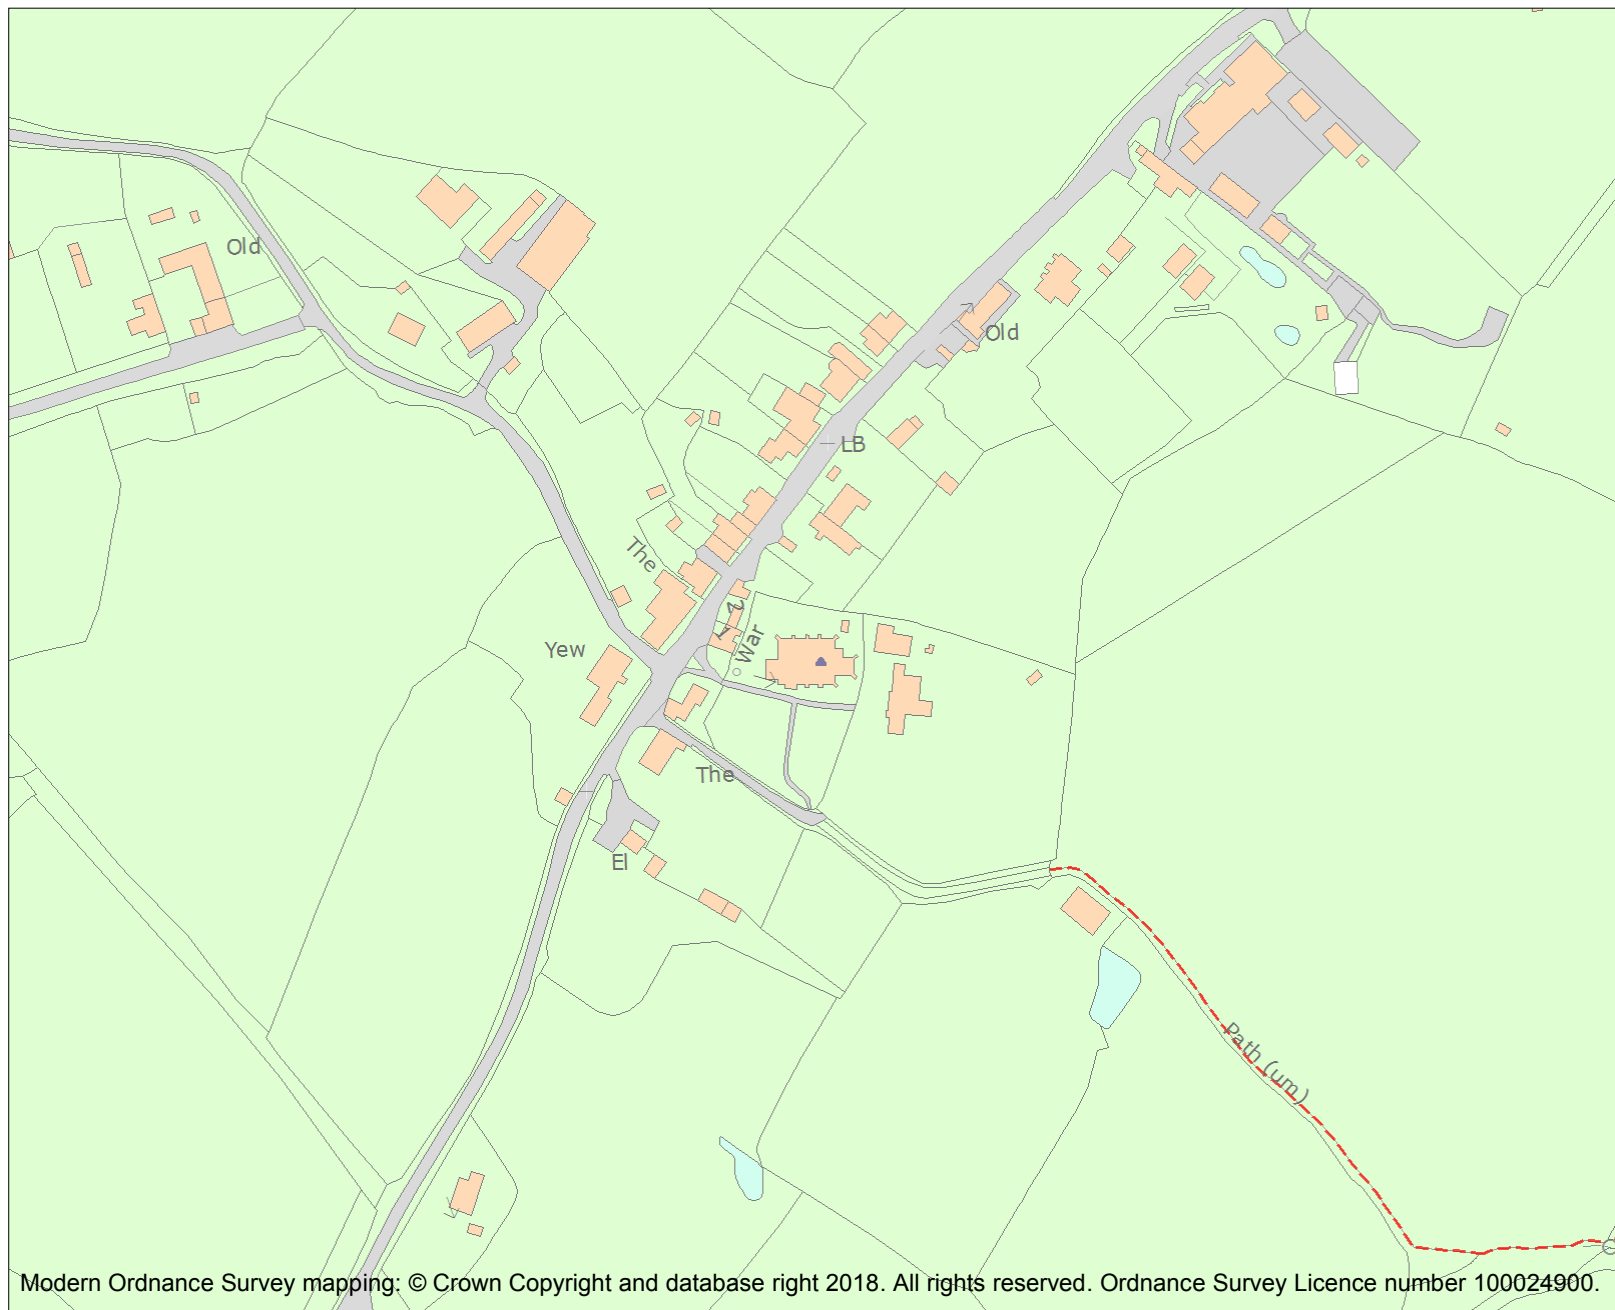 Old
Old
LB
The
War
Yew
The
El
Path (um)
Modern Ordnance Survey mapping: © Crown Copyright and database right 2018. All rights reserved. Ordnance Survey Licence number 100024900.